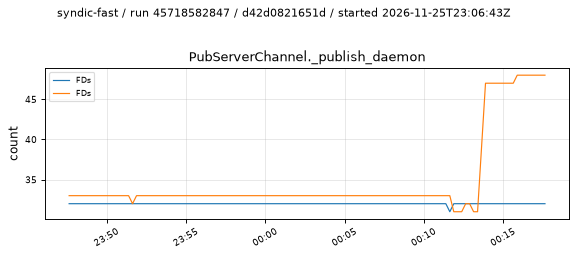 syndic-fast / run 45718582847 / d42d0821651d / started 2026-11-25T23:06:43Z
PubServerChannel._publish_daemon
FDs
FDs
count
45
40
35
23:50
23:55
00:00
00:05
00:10
00:15